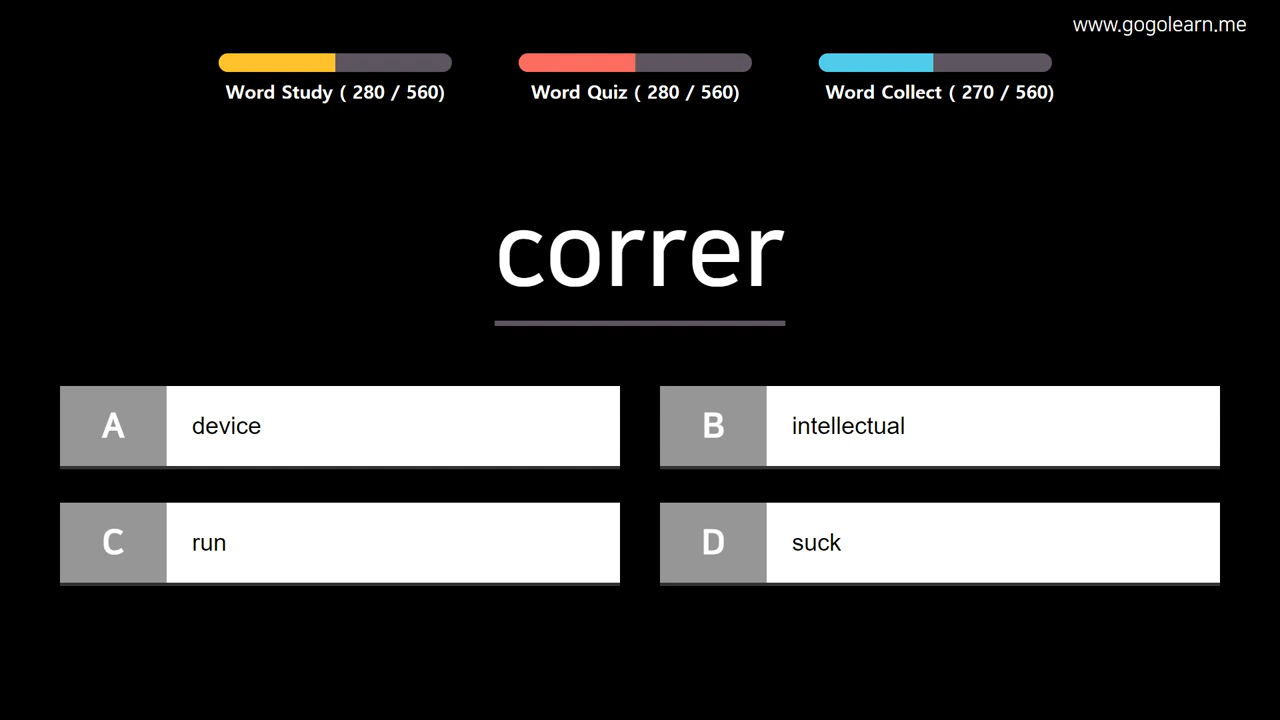 www.gogolearn.me
Word Study ( 280 / 560)
Word Quiz ( 280 / 560)
Word Collect ( 270 / 560)
correr
A device
B intellectual
C run
D suck